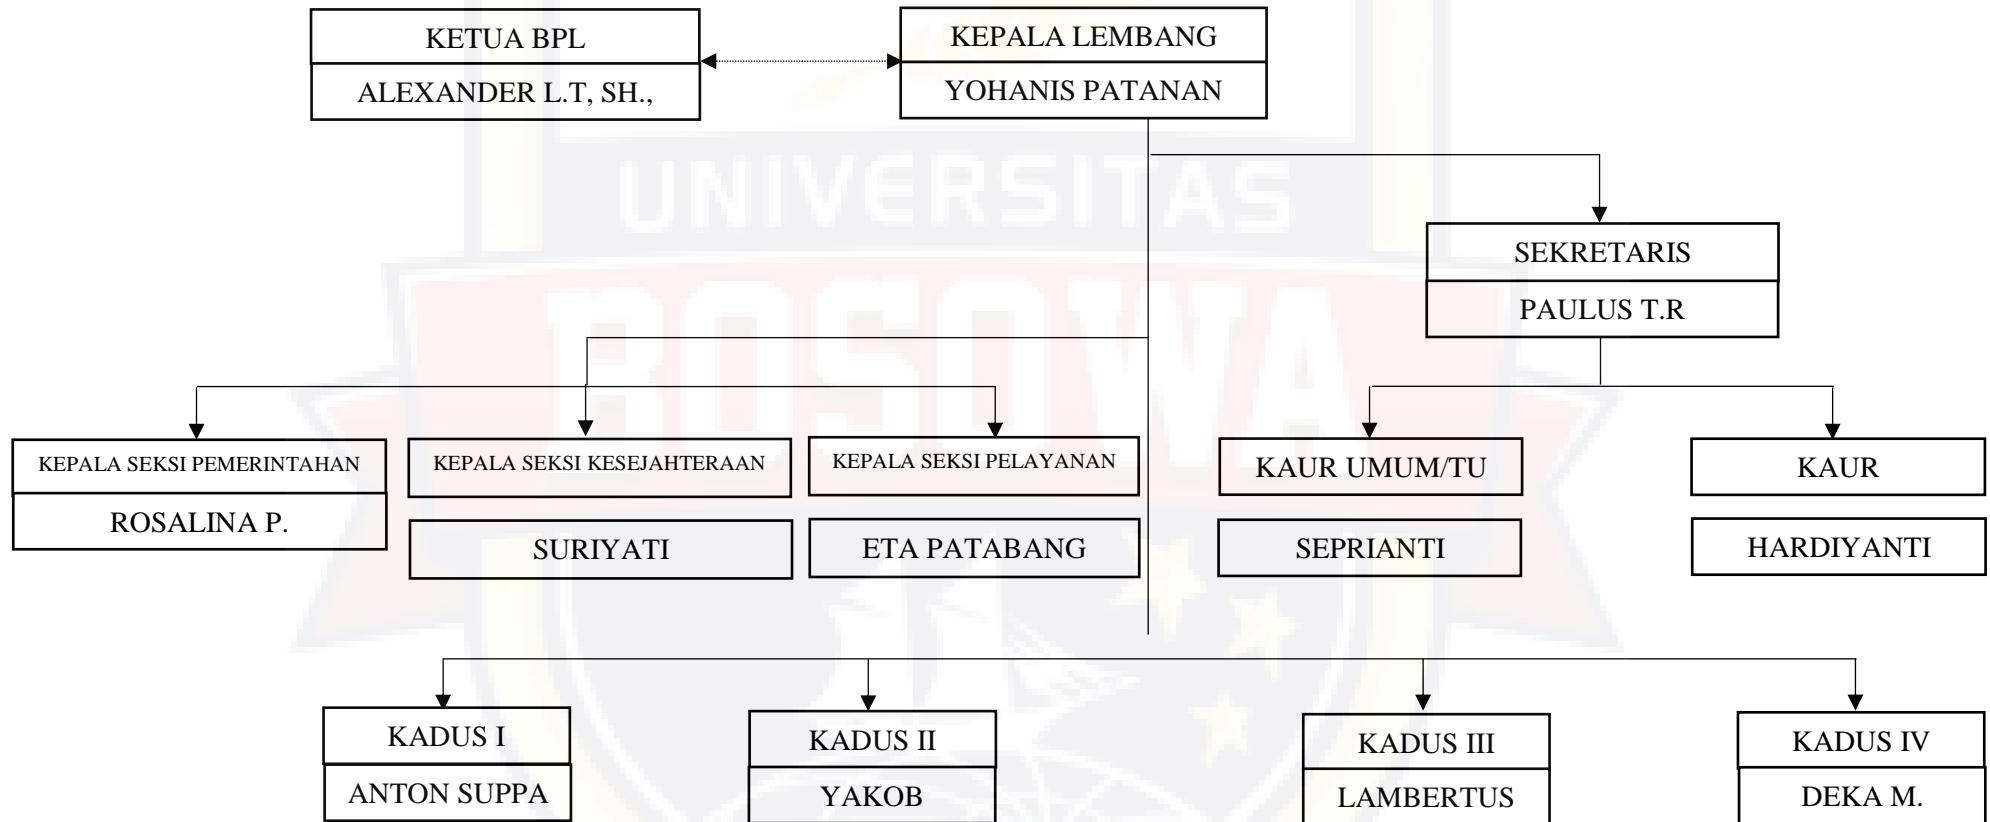 KETUA BPL
ALEXANDER L.T, SH.,
KEPALA LEMBANG
YOHANIS PATANAN
UNIVERSITAS
BOSOWA
SEKRETARIS
PAULUS T.R
KEPALA SEKSI PEMERINTAHAN
ROSALINA P.
KEPALA SEKSI KESEJAHTERAAN
SURIYATI
KEPALA SEKSI PELAYANAN
ETA PATABANG
KAUR UMUM/TU
SEPRIANTI
KAUR
HARDIYANTI
KADUS I
ANTON SUPPA
KADUS II
YAKOB
KADUS III
LAMBERTUS
KADUS IV
DEKA M.